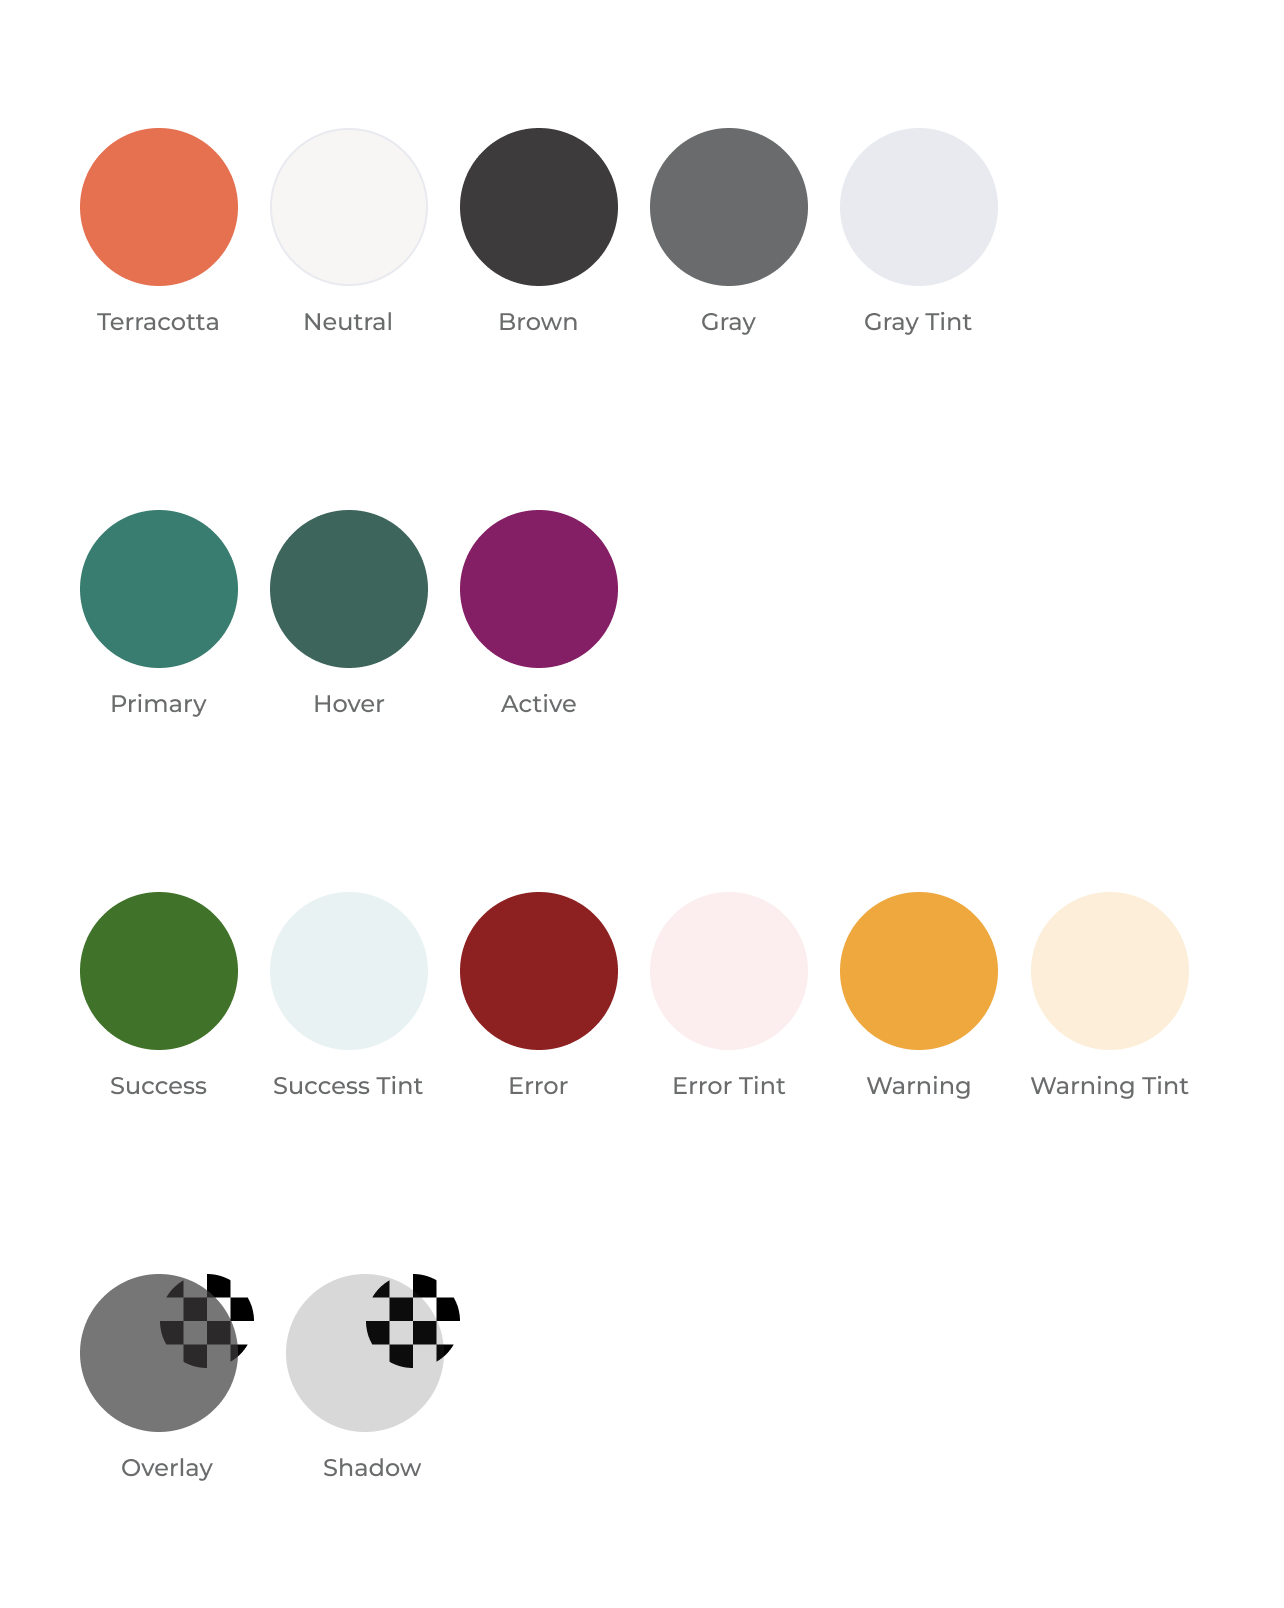 Terracotta
Neutral
Brown
Gray
Gray Tint
Primary
Hover
Active
Success
Success Tint
Error
Error Tint
Warning
Warning Tint
Overlay
Shadow